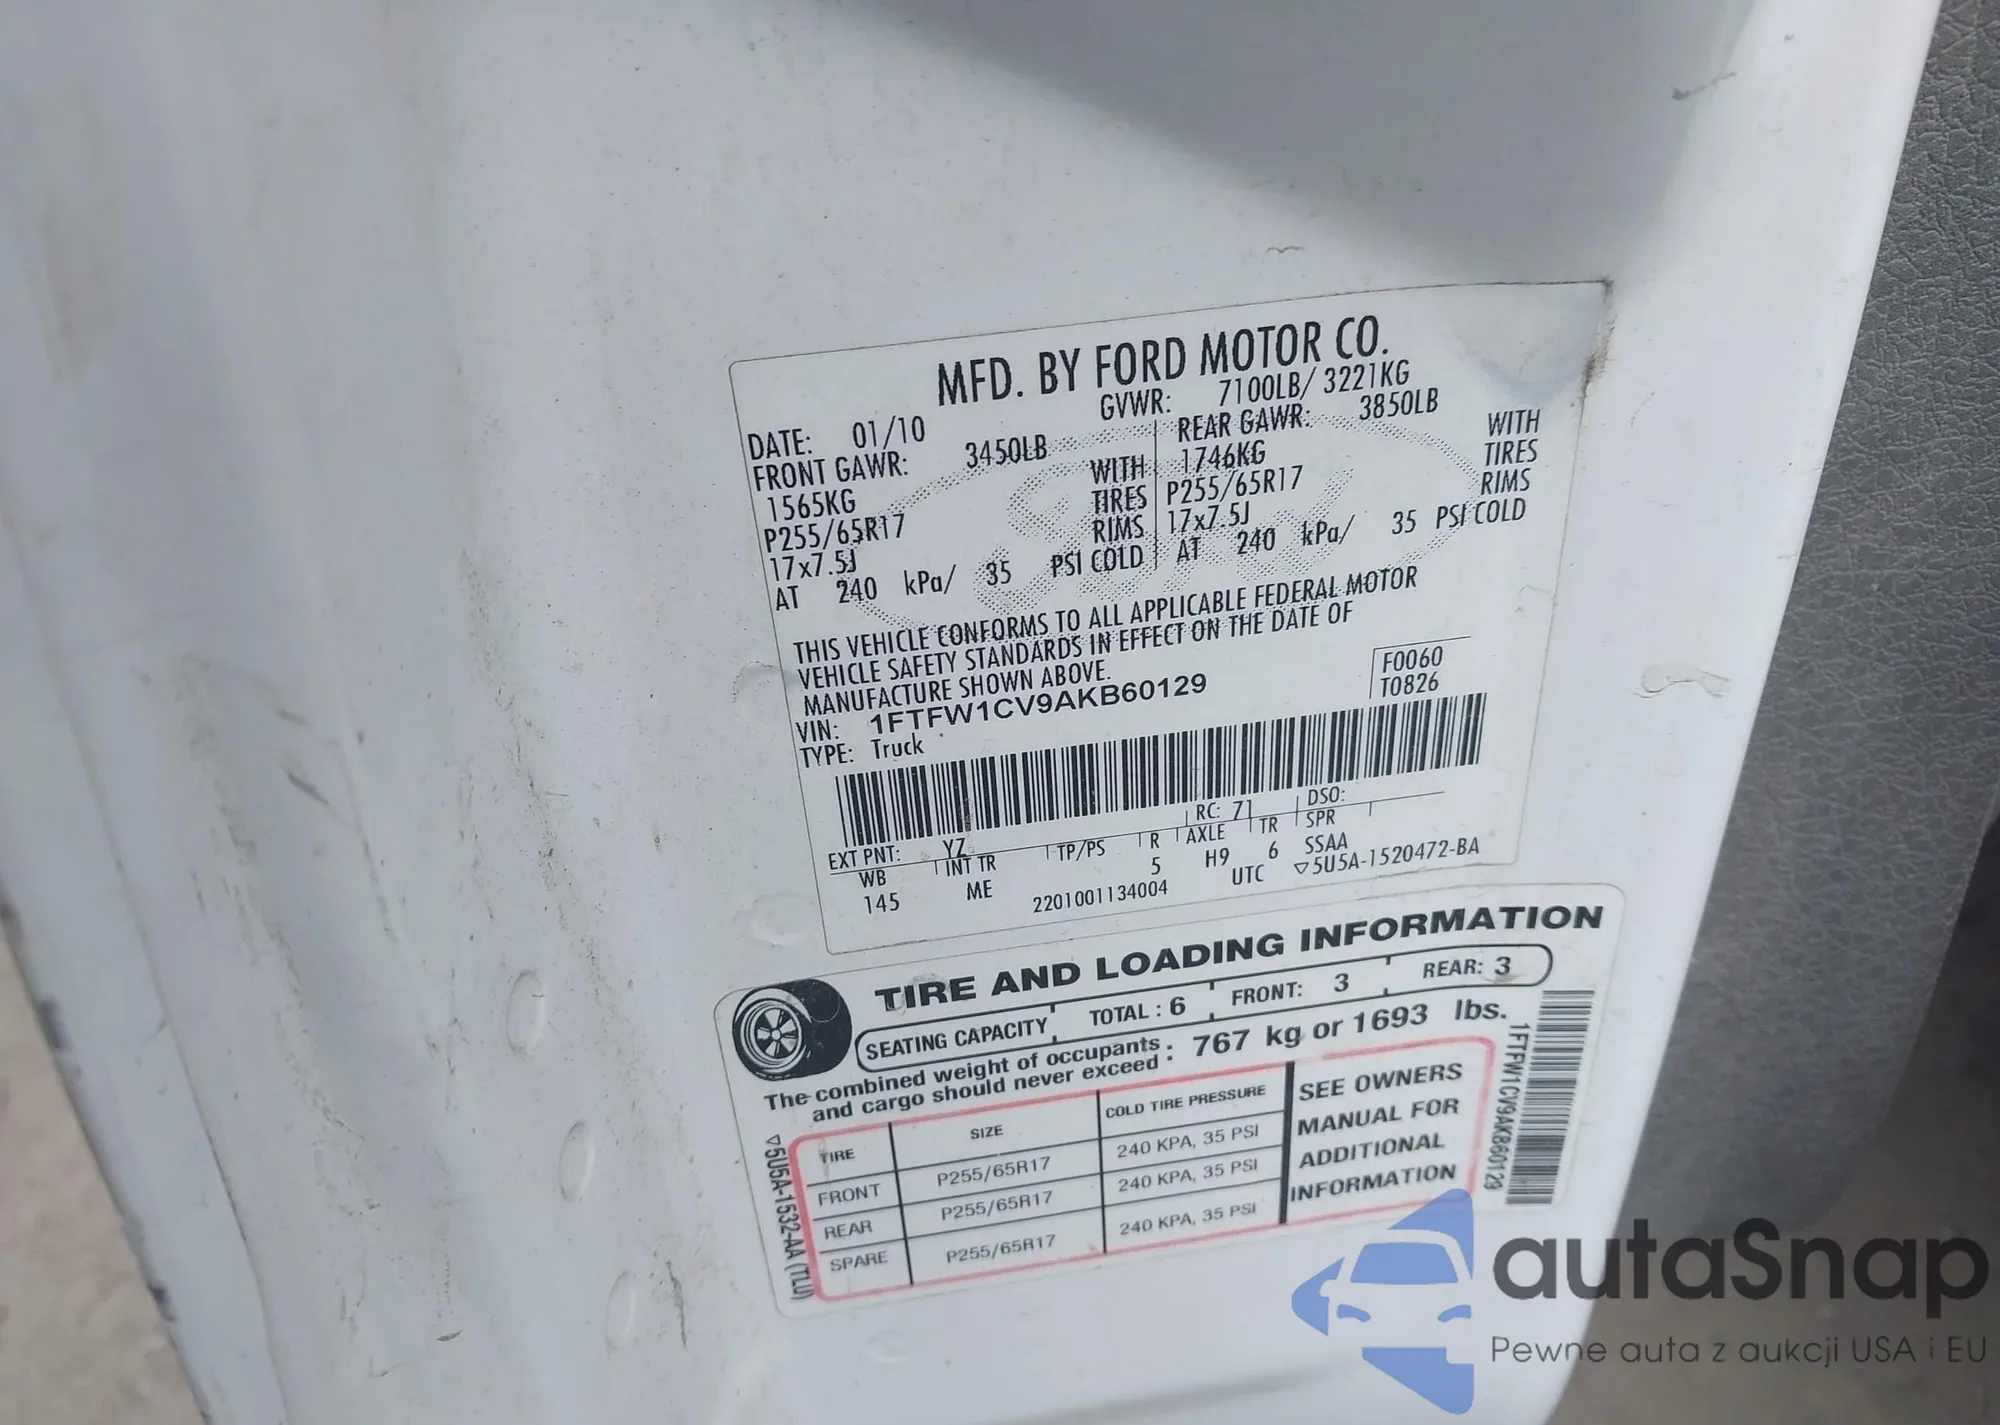 MFD. BY FORD MOTOR CO.
DATE: 01/10 GVWR: 7100LB/ 3221KG
FRONT GAWR: 3450LB REAR GAWR: 3850LB
1565KG WITH 1746KG WITH
P255/65R17 TIRES P255/65R17 TIRES
17x7.5J RIMS 17x7.5J RIMS
AT 240 kPa/ 35 PSI COLD AT 240 kPa/ 35 PSI COLD
THIS VEHICLE CONFORMS TO ALL APPLICABLE FEDERAL MOTOR
VEHICLE SAFETY STANDARDS IN EFFECT ON THE DATE OF
MANUFACTURE SHOWN ABOVE.
F0060
VIN: 1FTFW1CV9AKB60129 T0826
TYPE: Truck
RC: 71 DSO:
EXT PNT: YZ
WB INT TR TP/PS R AXLE TR SPR
145 ME 5 H9 6 SSAA
2201001134004 UTC ▽5U5A-1520472-BA
TIRE AND LOADING INFORMATION
SEATING CAPACITY TOTAL : 6 FRONT: 3 REAR: 3
The combined weight of occupants : 767 kg or 1693 lbs.
and cargo should never exceed :
TIRE SIZE COLD TIRE PRESSURE
FRONT P255/65R17 240 KPA, 35 PSI
REAR P255/65R17 240 KPA, 35 PSI
SPARE P255/65R17 240 KPA, 35 PSI
SEE OWNERS
MANUAL FOR
ADDITIONAL
INFORMATION
▽5U5A-1532-AA (TLU)
1FTFW1CV9AKB60129
autaSnap
Pewne auta z aukcji USA i EU